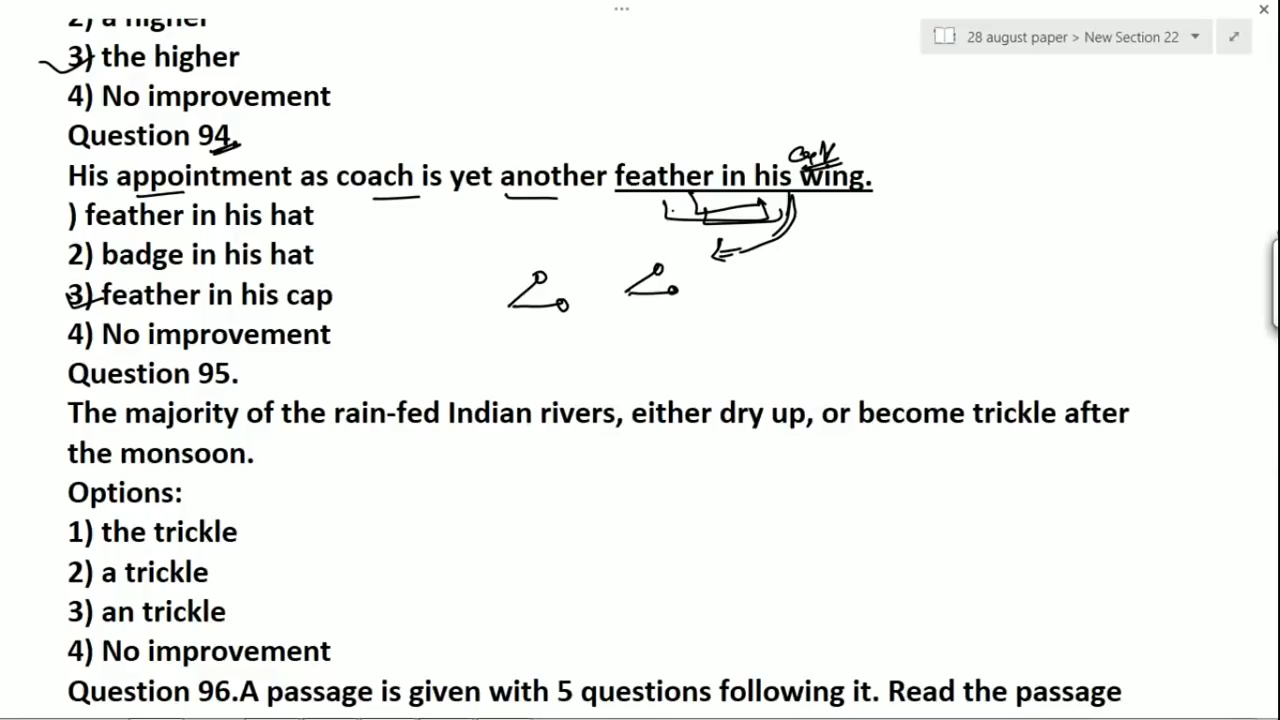 2) a higher
28 august paper > New Section 22
3) the higher
4) No improvement
Question 94.
cap
His appointment as coach is yet another feather in his wing.
) feather in his hat
2) badge in his hat
3) feather in his cap
4) No improvement
Question 95.
The majority of the rain-fed Indian rivers, either dry up, or become trickle after
the monsoon.
Options:
1) the trickle
2) a trickle
3) an trickle
4) No improvement
Question 96.A passage is given with 5 questions following it. Read the passage